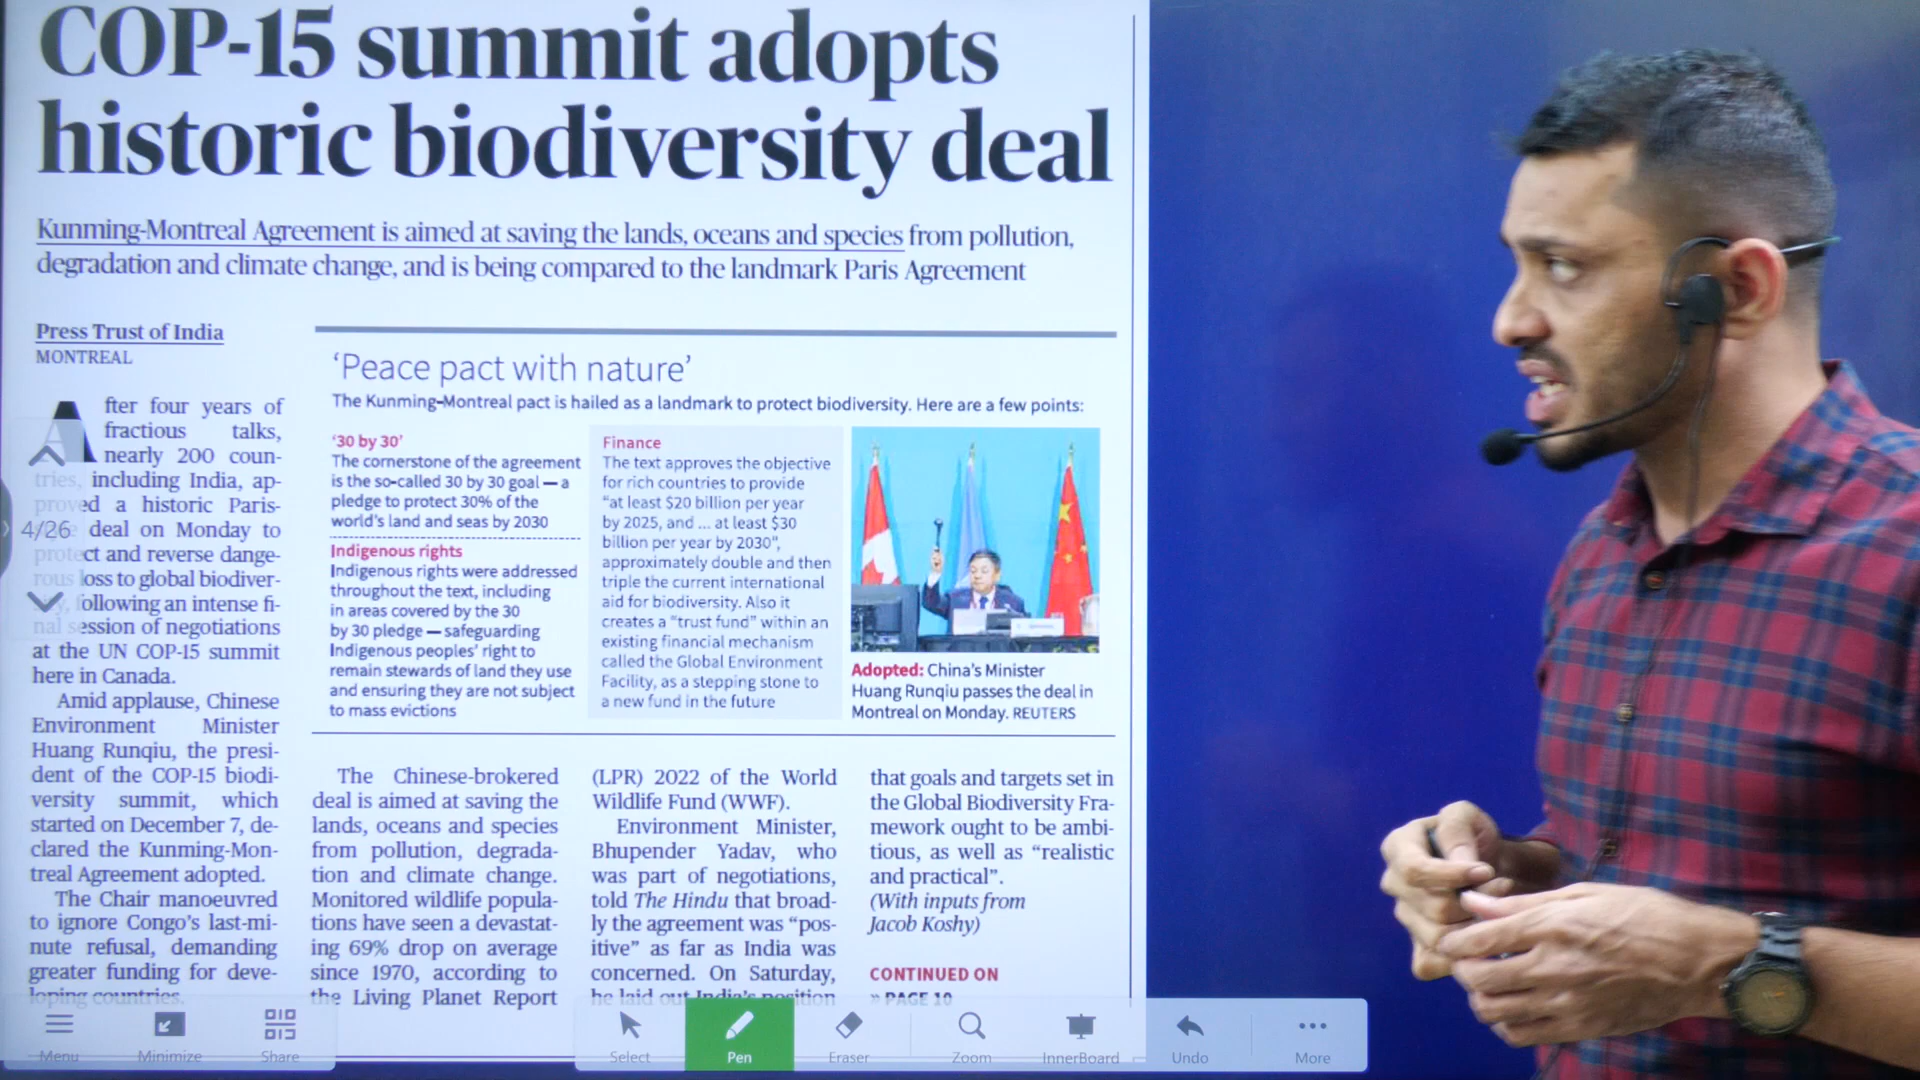 COP-15 summit adopts
historic biodiversity deal
Kunming-Montreal Agreement is aimed at saving the lands, oceans and species from pollution,
degradation and climate change, and is being compared to the landmark Paris Agreement
Press Trust of India
MONTREAL
After four years of
fractious talks,
nearly 200 coun-
tries, including India, ap-
proved a historic Paris-
deal on Monday to
protect and reverse dange-
rous loss to global biodiver-
sity, following an intense fi-
nal session of negotiations
at the UN COP-15 summit
here in Canada.
Amid applause, Chinese
Environment Minister
Huang Runqiu, the presi-
dent of the COP-15 biodi-
versity summit, which
started on December 7, de-
clared the Kunming-Mon-
treal Agreement adopted.
The Chair manoeuvred
to ignore Congo's last-mi-
nute refusal, demanding
greater funding for deve-
loping countries.
4/26
'Peace pact with nature'
The Kunming-Montreal pact is hailed as a landmark to protect biodiversity. Here are a few points:
'30 by 30'
The cornerstone of the agreement
is the so-called 30 by 30 goal — a
pledge to protect 30% of the
world's land and seas by 2030
Indigenous rights
Indigenous rights were addressed
throughout the text, including
in areas covered by the 30
by 30 pledge — safeguarding
Indigenous peoples' right to
remain stewards of land they use
and ensuring they are not subject
to mass evictions
Finance
The text approves the objective
for rich countries to provide
"at least $20 billion per year
by 2025, and ... at least $30
billion per year by 2030",
approximately double and then
triple the current international
aid for biodiversity. Also it
creates a "trust fund" within an
existing financial mechanism
called the Global Environment
Facility, as a stepping stone to
a new fund in the future
Adopted: China's Minister
Huang Runqiu passes the deal in
Montreal on Monday. REUTERS
The Chinese-brokered
deal is aimed at saving the
lands, oceans and species
from pollution, degrada-
tion and climate change.
Monitored wildlife popula-
tions have seen a devastat-
ing 69% drop on average
since 1970, according to
the Living Planet Report
(LPR) 2022 of the World
Wildlife Fund (WWF).
Environment Minister,
Bhupender Yadav, who
was part of negotiations,
told The Hindu that broad-
ly the agreement was "pos-
itive" as far as India was
concerned. On Saturday,
he laid out India's position
that goals and targets set in
the Global Biodiversity Fra-
mework ought to be ambi-
tious, as well as "realistic
and practical".
(With inputs from
Jacob Koshy)
CONTINUED ON
» PAGE 10
Menu
Minimize
Share
Select
Pen
Eraser
Zoom
InnerBoard
Undo
More